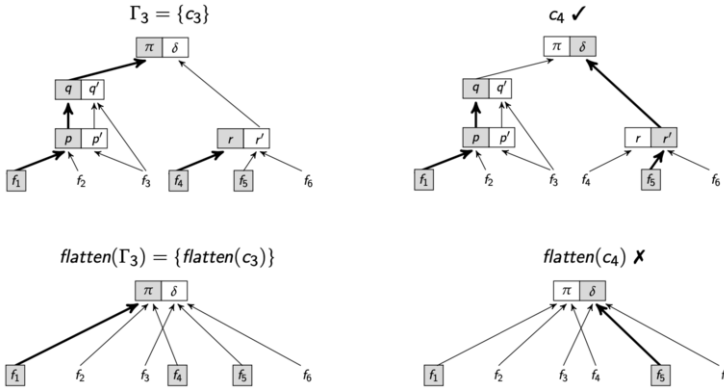 Γ₃ = {c₃}
c₄ ✓
π δ
π δ
q q′
q q′
p p′
r r′
p p′
r r′
f₁ f₂ f₃ f₄ f₅ f₆
f₁ f₂ f₃ f₄ f₅ f₆
flatten(Γ₃) = {flatten(c₃)}
flatten(c₄) ✗
π δ
π δ
f₁ f₂ f₃ f₄ f₅ f₆
f₁ f₂ f₃ f₄ f₅